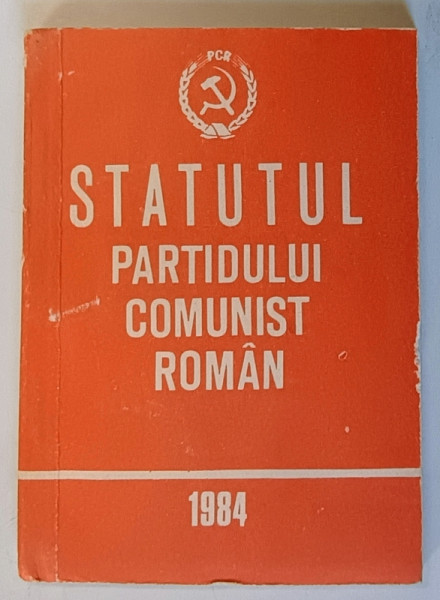 PCR
STATUTUL
PARTIDULUI
COMUNIST
ROMÂN
1984